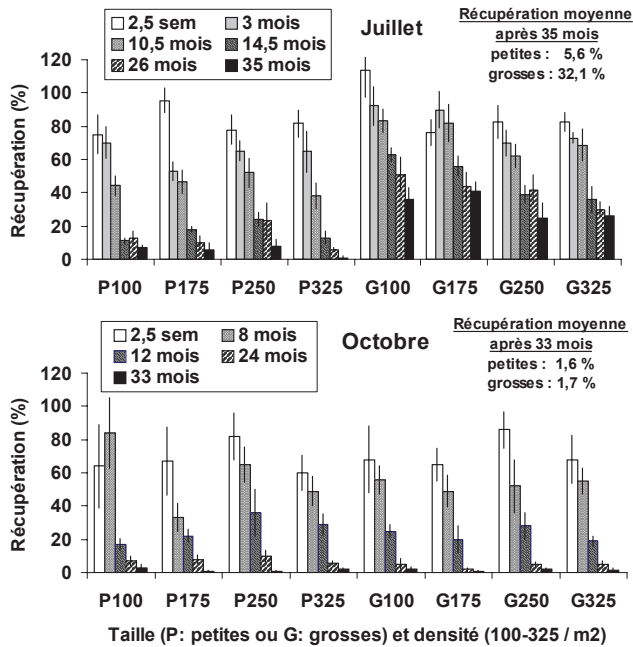 Juillet
2,5 sem
3 mois
10,5 mois
14,5 mois
26 mois
35 mois
Récupération moyenne
après 35 mois
petites : 5,6 %
grosses : 32,1 %
Récupération (%)
120
100
80
60
40
20
0
P100 P175 P250 P325 G100 G175 G250 G325
Octobre
2,5 sem
8 mois
12 mois
24 mois
33 mois
Récupération moyenne
après 33 mois
petites : 1,6 %
grosses : 1,7 %
Récupération (%)
120
100
80
60
40
20
0
P100 P175 P250 P325 G100 G175 G250 G325
Taille (P: petites ou G: grosses) et densité (100-325 / m2)